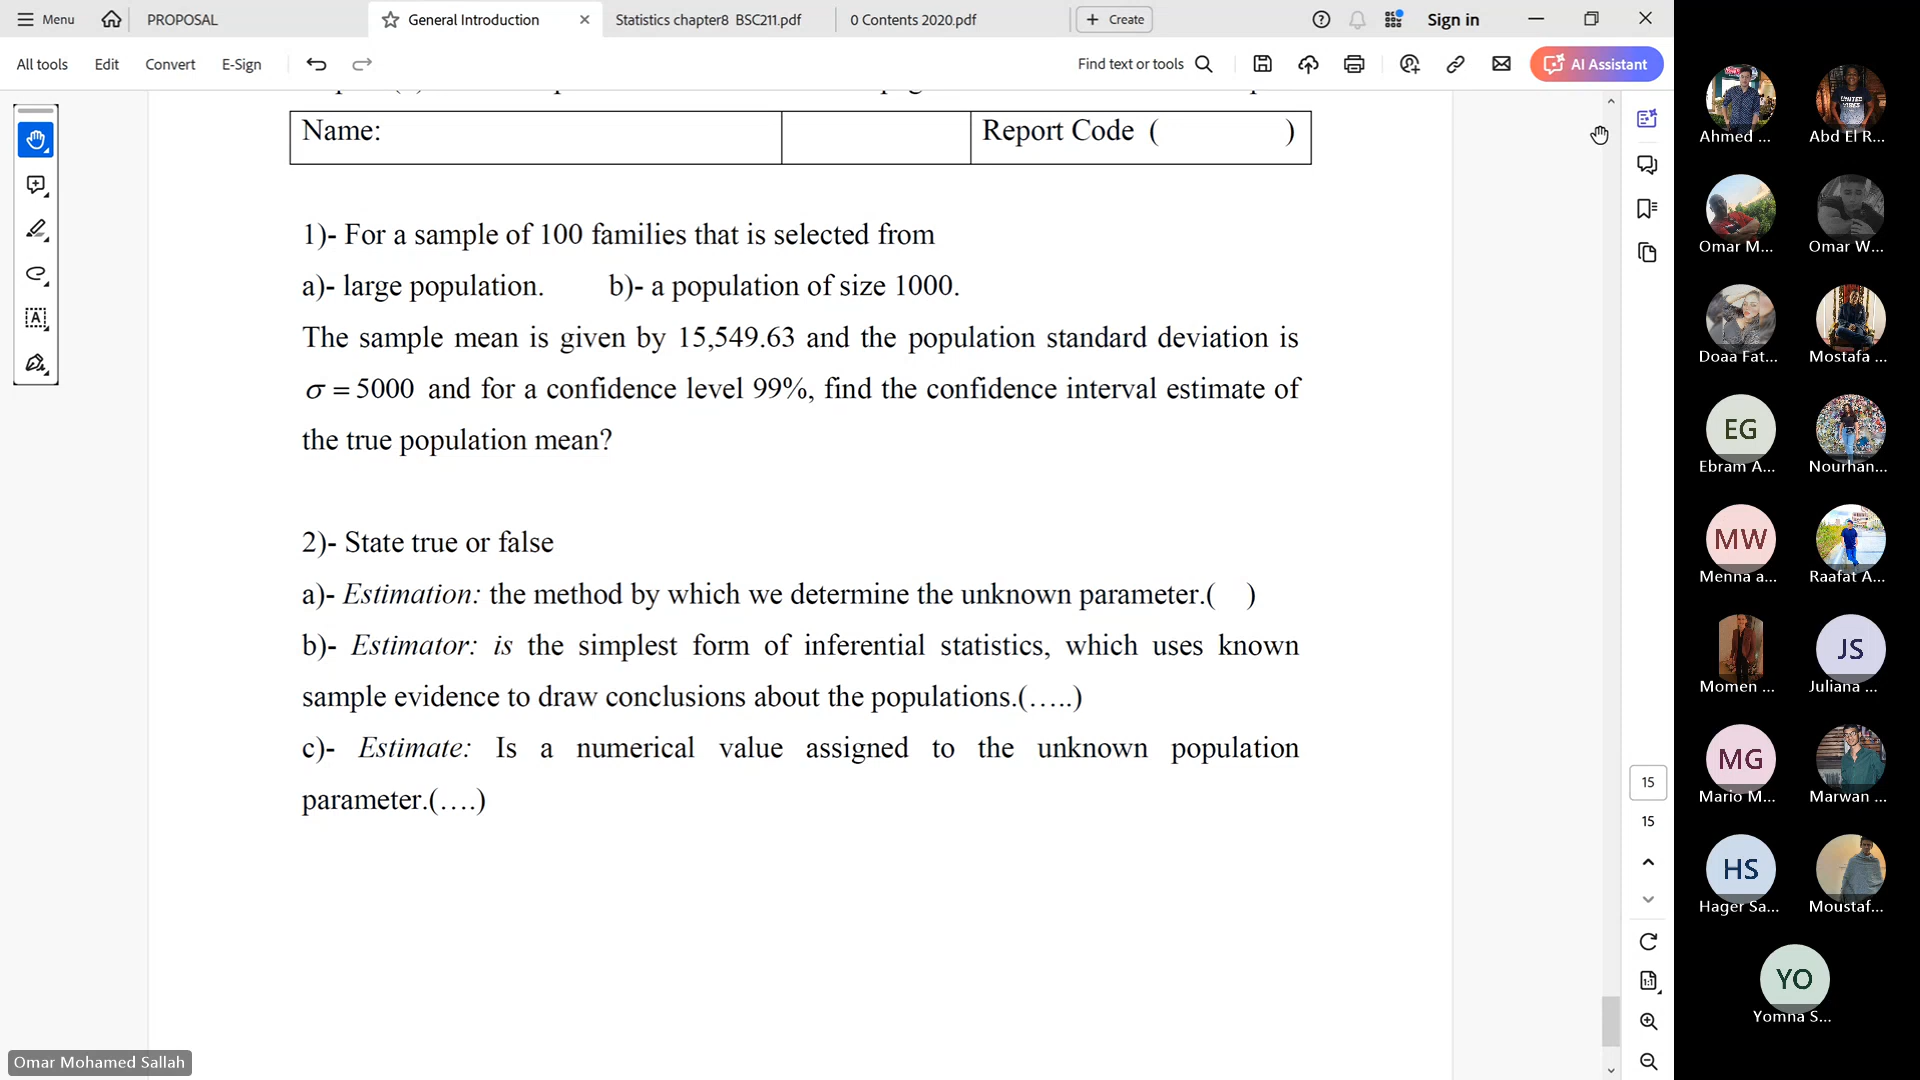 Menu
PROPOSAL
General Introduction
Statistics chapter8 BSC211.pdf
0 Contents 2020.pdf
Create
Sign in
All tools
Edit
Convert
E-Sign
Find text or tools
AI Assistant
Name:
Report Code ( )
1)- For a sample of 100 families that is selected from
a)- large population. b)- a population of size 1000.
The sample mean is given by 15,549.63 and the population standard deviation is
σ = 5000 and for a confidence level 99%, find the confidence interval estimate of
the true population mean?
2)- State true or false
a)- Estimation: the method by which we determine the unknown parameter.( )
b)- Estimator: is the simplest form of inferential statistics, which uses known
sample evidence to draw conclusions about the populations.(…..)
c)- Estimate: Is a numerical value assigned to the unknown population
parameter.(….)
15
15
Omar Mohamed Sallah
Ahmed ...
Abd El R...
Omar M...
Omar W...
Doaa Fat...
Mostafa ...
EG
Ebram A...
Nourhan...
MW
Menna a...
Raafat A...
Momen ...
JS
Juliana ...
MG
Mario M...
Marwan ...
HS
Hager Sa...
Moustaf...
YO
Yomna S...